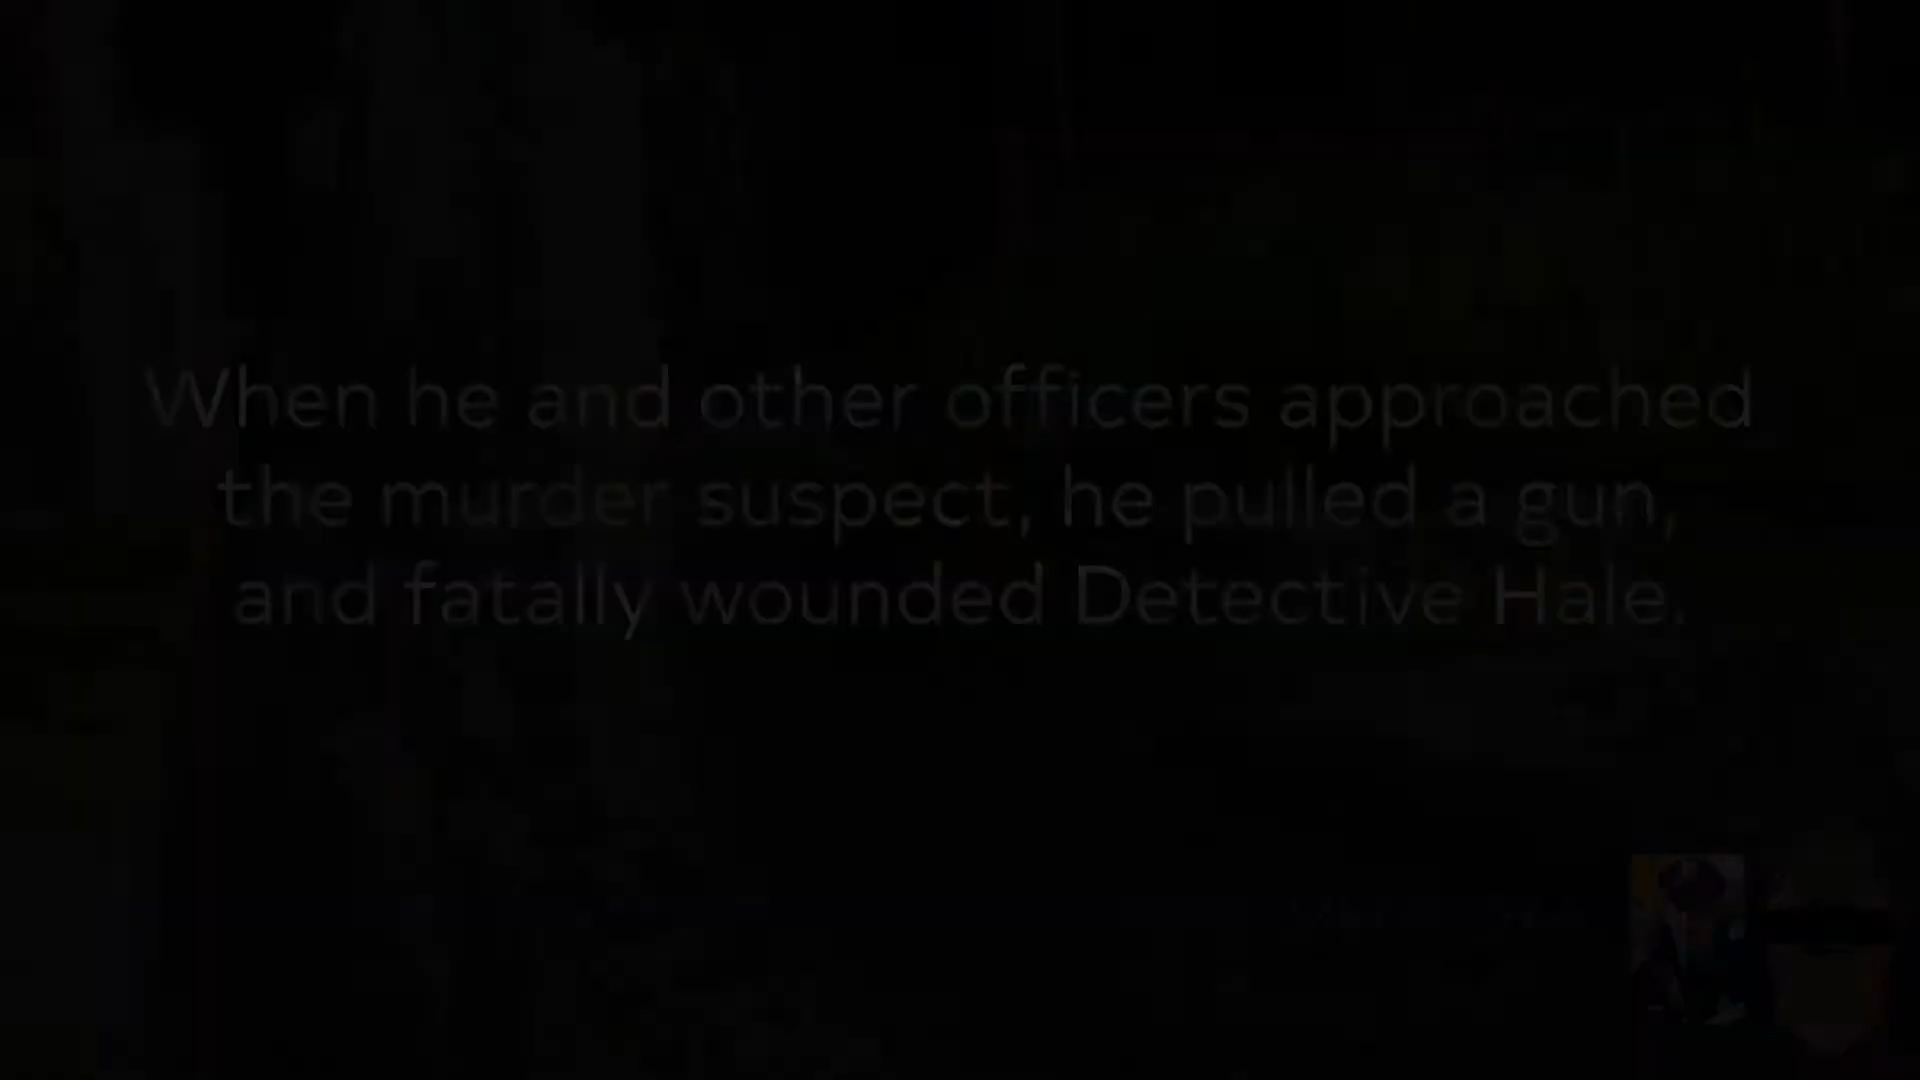 When he and other officers approached
the murder suspect, he pulled a gun,
and fatally wounded Detective Hale.